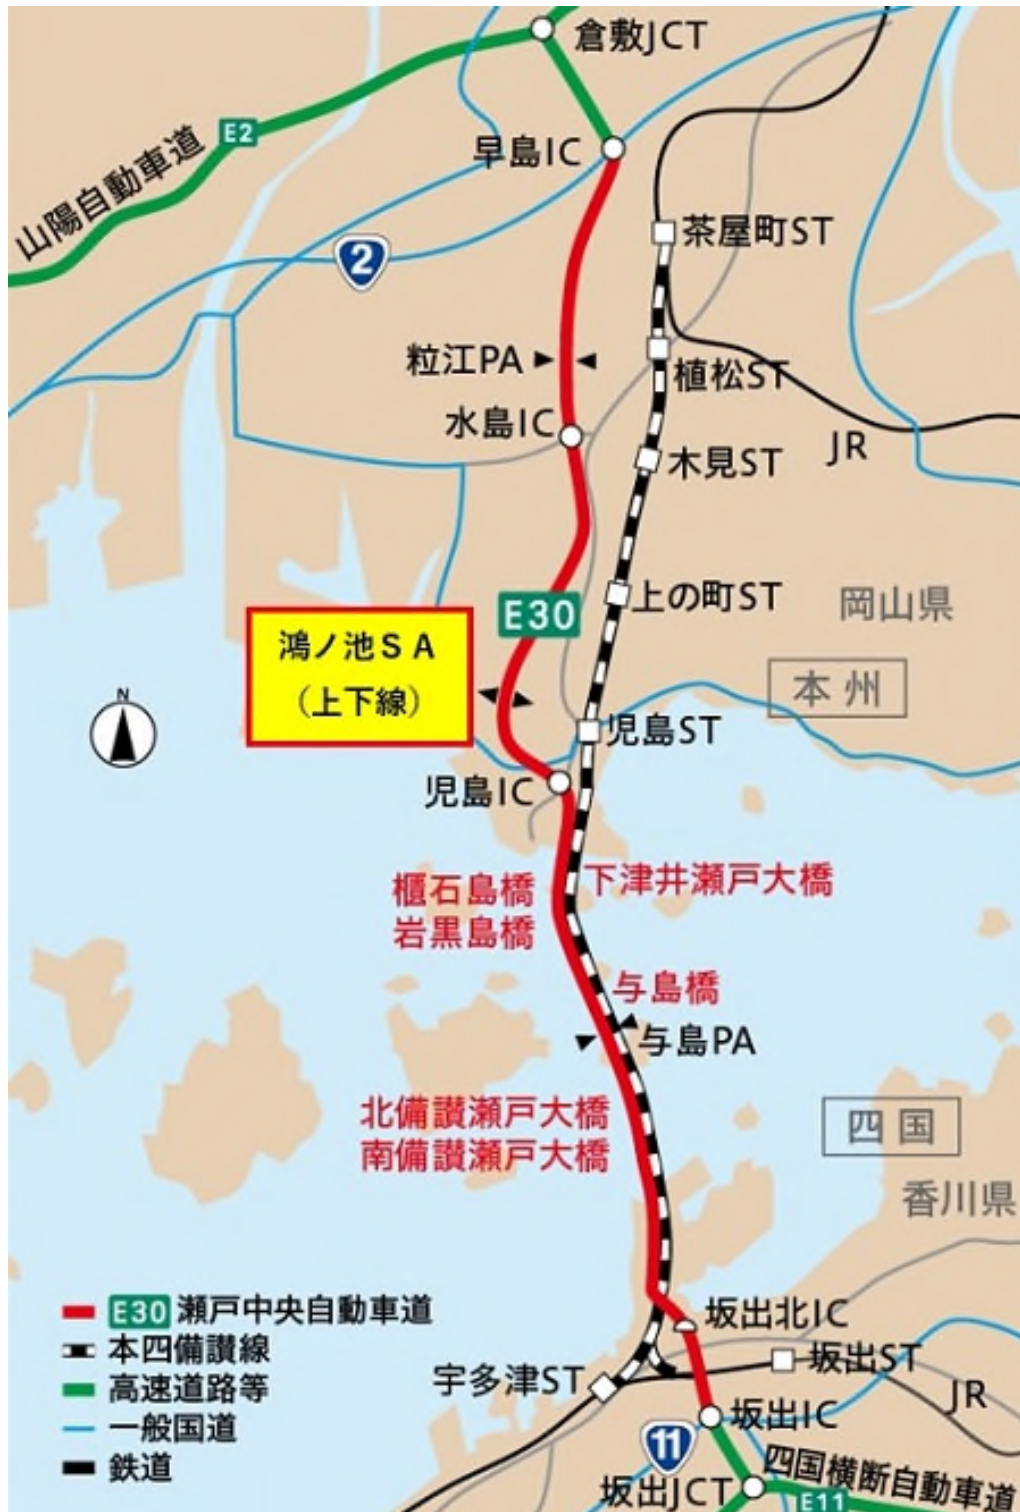 倉敷JCT
E2
早島IC
山陽自動車道
茶屋町ST
2
粒江PA
植松ST
水島IC
JR
木見ST
E30
上の町ST
岡山県
鴻ノ池SA
(上下線)
本州
N
児島ST
児島IC
下津井瀬戸大橋
櫃石島橋
岩黒島橋
与島橋
与島PA
北備讃瀬戸大橋
南備讃瀬戸大橋
四国
香川県
E30 瀬戸中央自動車道
本四備讃線
高速道路等
一般国道
鉄道
坂出北IC
坂出ST
宇多津ST
JR
坂出IC
11
四国横断自動車道
坂出JCT
E11